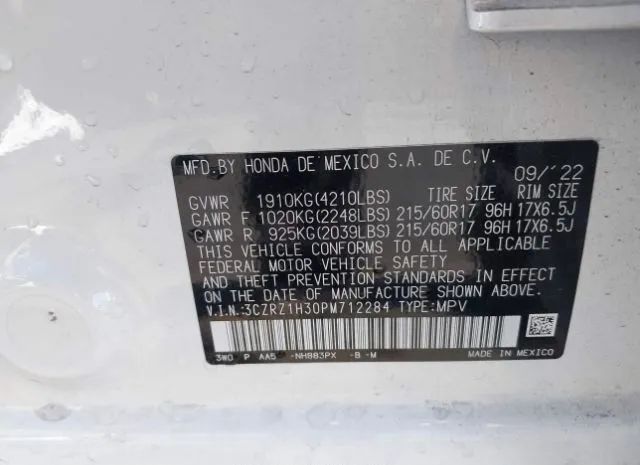 MFD.BY HONDA DE MEXICO S.A. DE C.V. 09/'22
GVWR 1910KG(4210LBS) TIRE SIZE RIM SIZE
GAWR F 1020KG(2248LBS) 215/60R17 96H 17X6.5J
GAWR R 925KG(2039LBS) 215/60R17 96H 17X6.5J
THIS VEHICLE CONFORMS TO ALL APPLICABLE
FEDERAL MOTOR VEHICLE SAFETY
AND THEFT PREVENTION STANDARDS IN EFFECT
ON THE DATE OF MANUFACTURE SHOWN ABOVE.
V.I.N.:3CZRZ1H30PM712284 TYPE:MPV
3W0 P AA5 -NH883PX -B -M MADE IN MEXICO